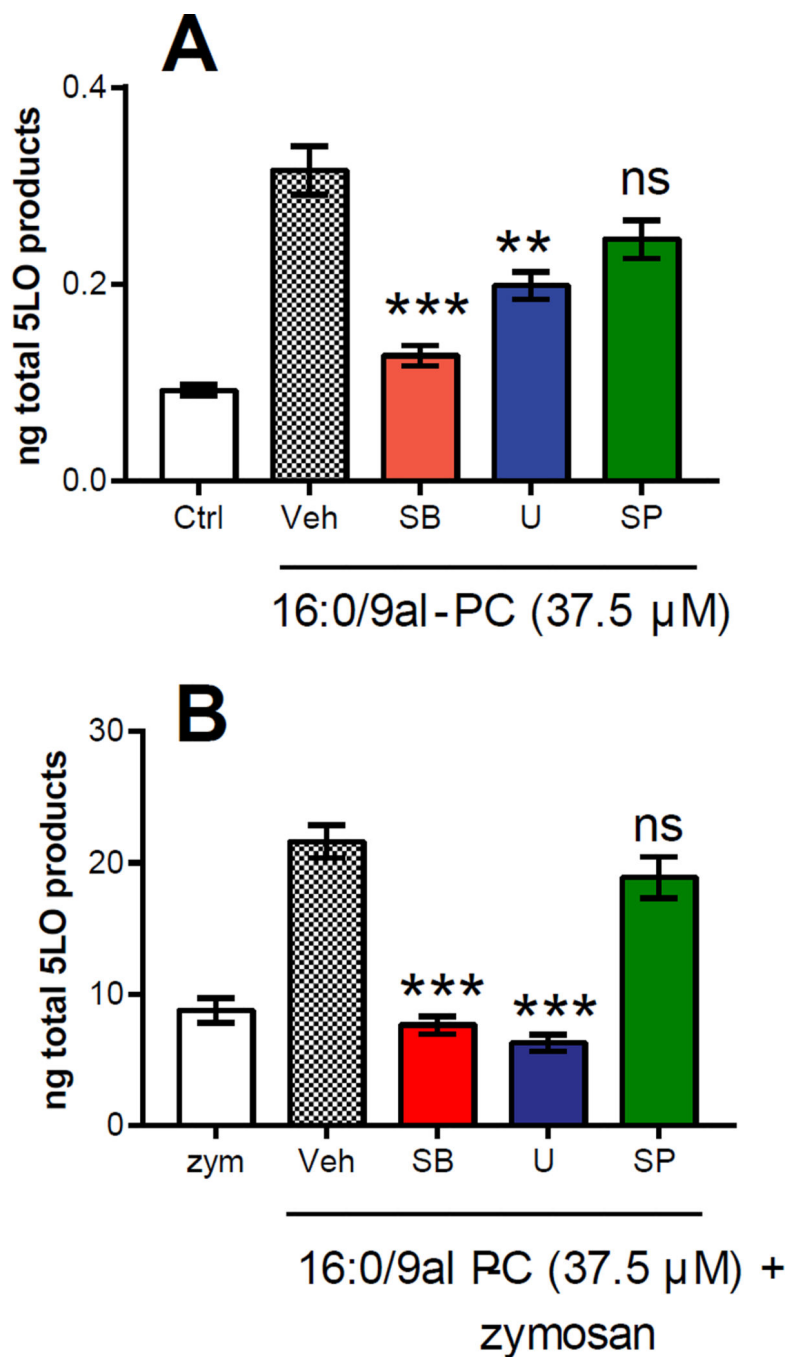 A
ng total 5LO products
0.4
0.2
0.0
***
**
ns
Ctrl Veh SB U SP
16:0/9al-PC (37.5 μM)
B
ng total 5LO products
30
20
10
0
***
***
ns
zym Veh SB U SP
16:0/9al P-C (37.5 μM) +
zymosan